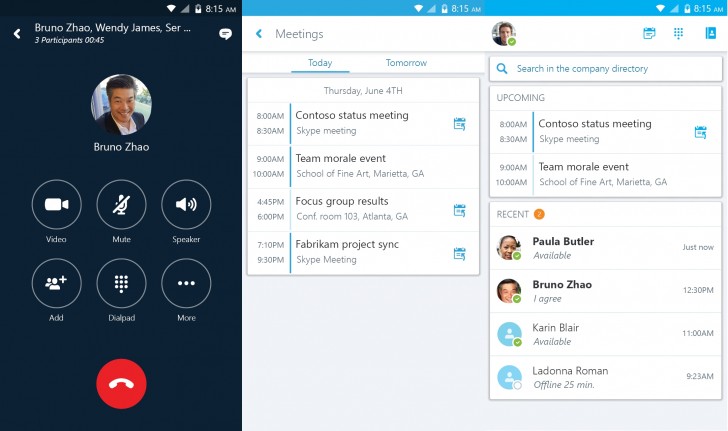 8:15 AM
Bruno Zhao, Wendy James, Ser ...
3 Participants 00:45
Bruno Zhao
Video
Mute
Speaker
Add
Dialpad
More
8:15 AM
Meetings
Today
Tomorrow
Thursday, June 4TH
8:00AM Contoso status meeting
8:30AM Skype meeting
9:00AM Team morale event
10:00AM School of Fine Art, Marietta, GA
4:45PM Focus group results
6:00PM Conf. room 103, Atlanta, GA
7:10PM Fabrikam project sync
9:30PM Skype Meeting
8:15 AM
Search in the company directory
UPCOMING
8:00AM Contoso status meeting
8:30AM Skype meeting
9:00AM Team morale event
10:00AM School of Fine Art, Marietta, GA
RECENT 2
Paula Butler Just now
Available
Bruno Zhao 12:30PM
I agree
Karin Blair 11:00AM
Available
Ladonna Roman 9:23AM
Offline 25 min.